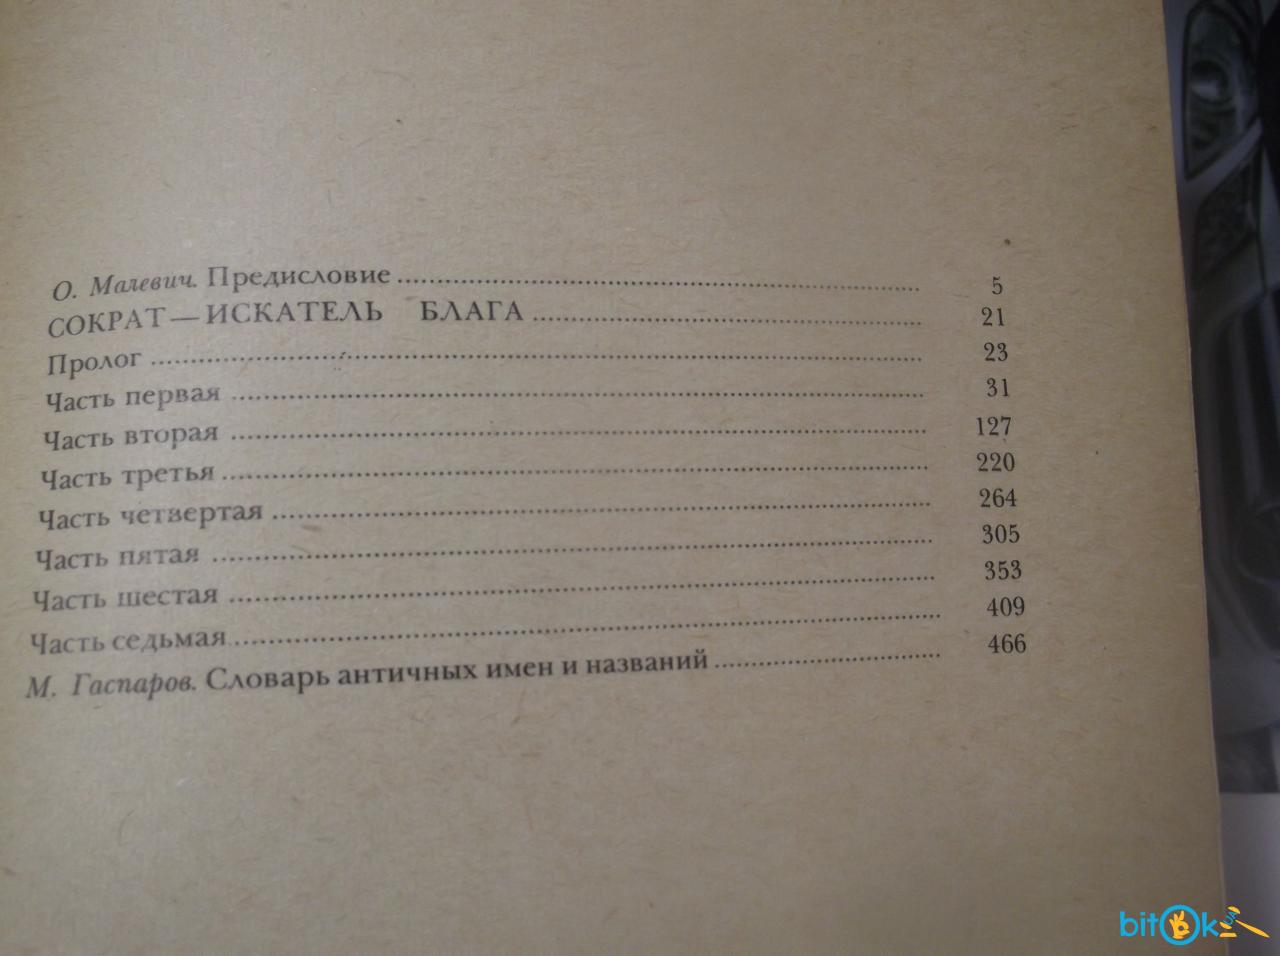 О. Малевич. Предисловие ........ 5
СОКРАТ — ИСКАТЕЛЬ БЛАГА ........ 21
Пролог ........ 23
Часть первая ........ 31
Часть вторая ........ 127
Часть третья ........ 220
Часть четвертая ........ 264
Часть пятая ........ 305
Часть шестая ........ 353
Часть седьмая ........ 409
М. Гаспаров. Словарь античных имен и названий ........ 466
bitOk UA